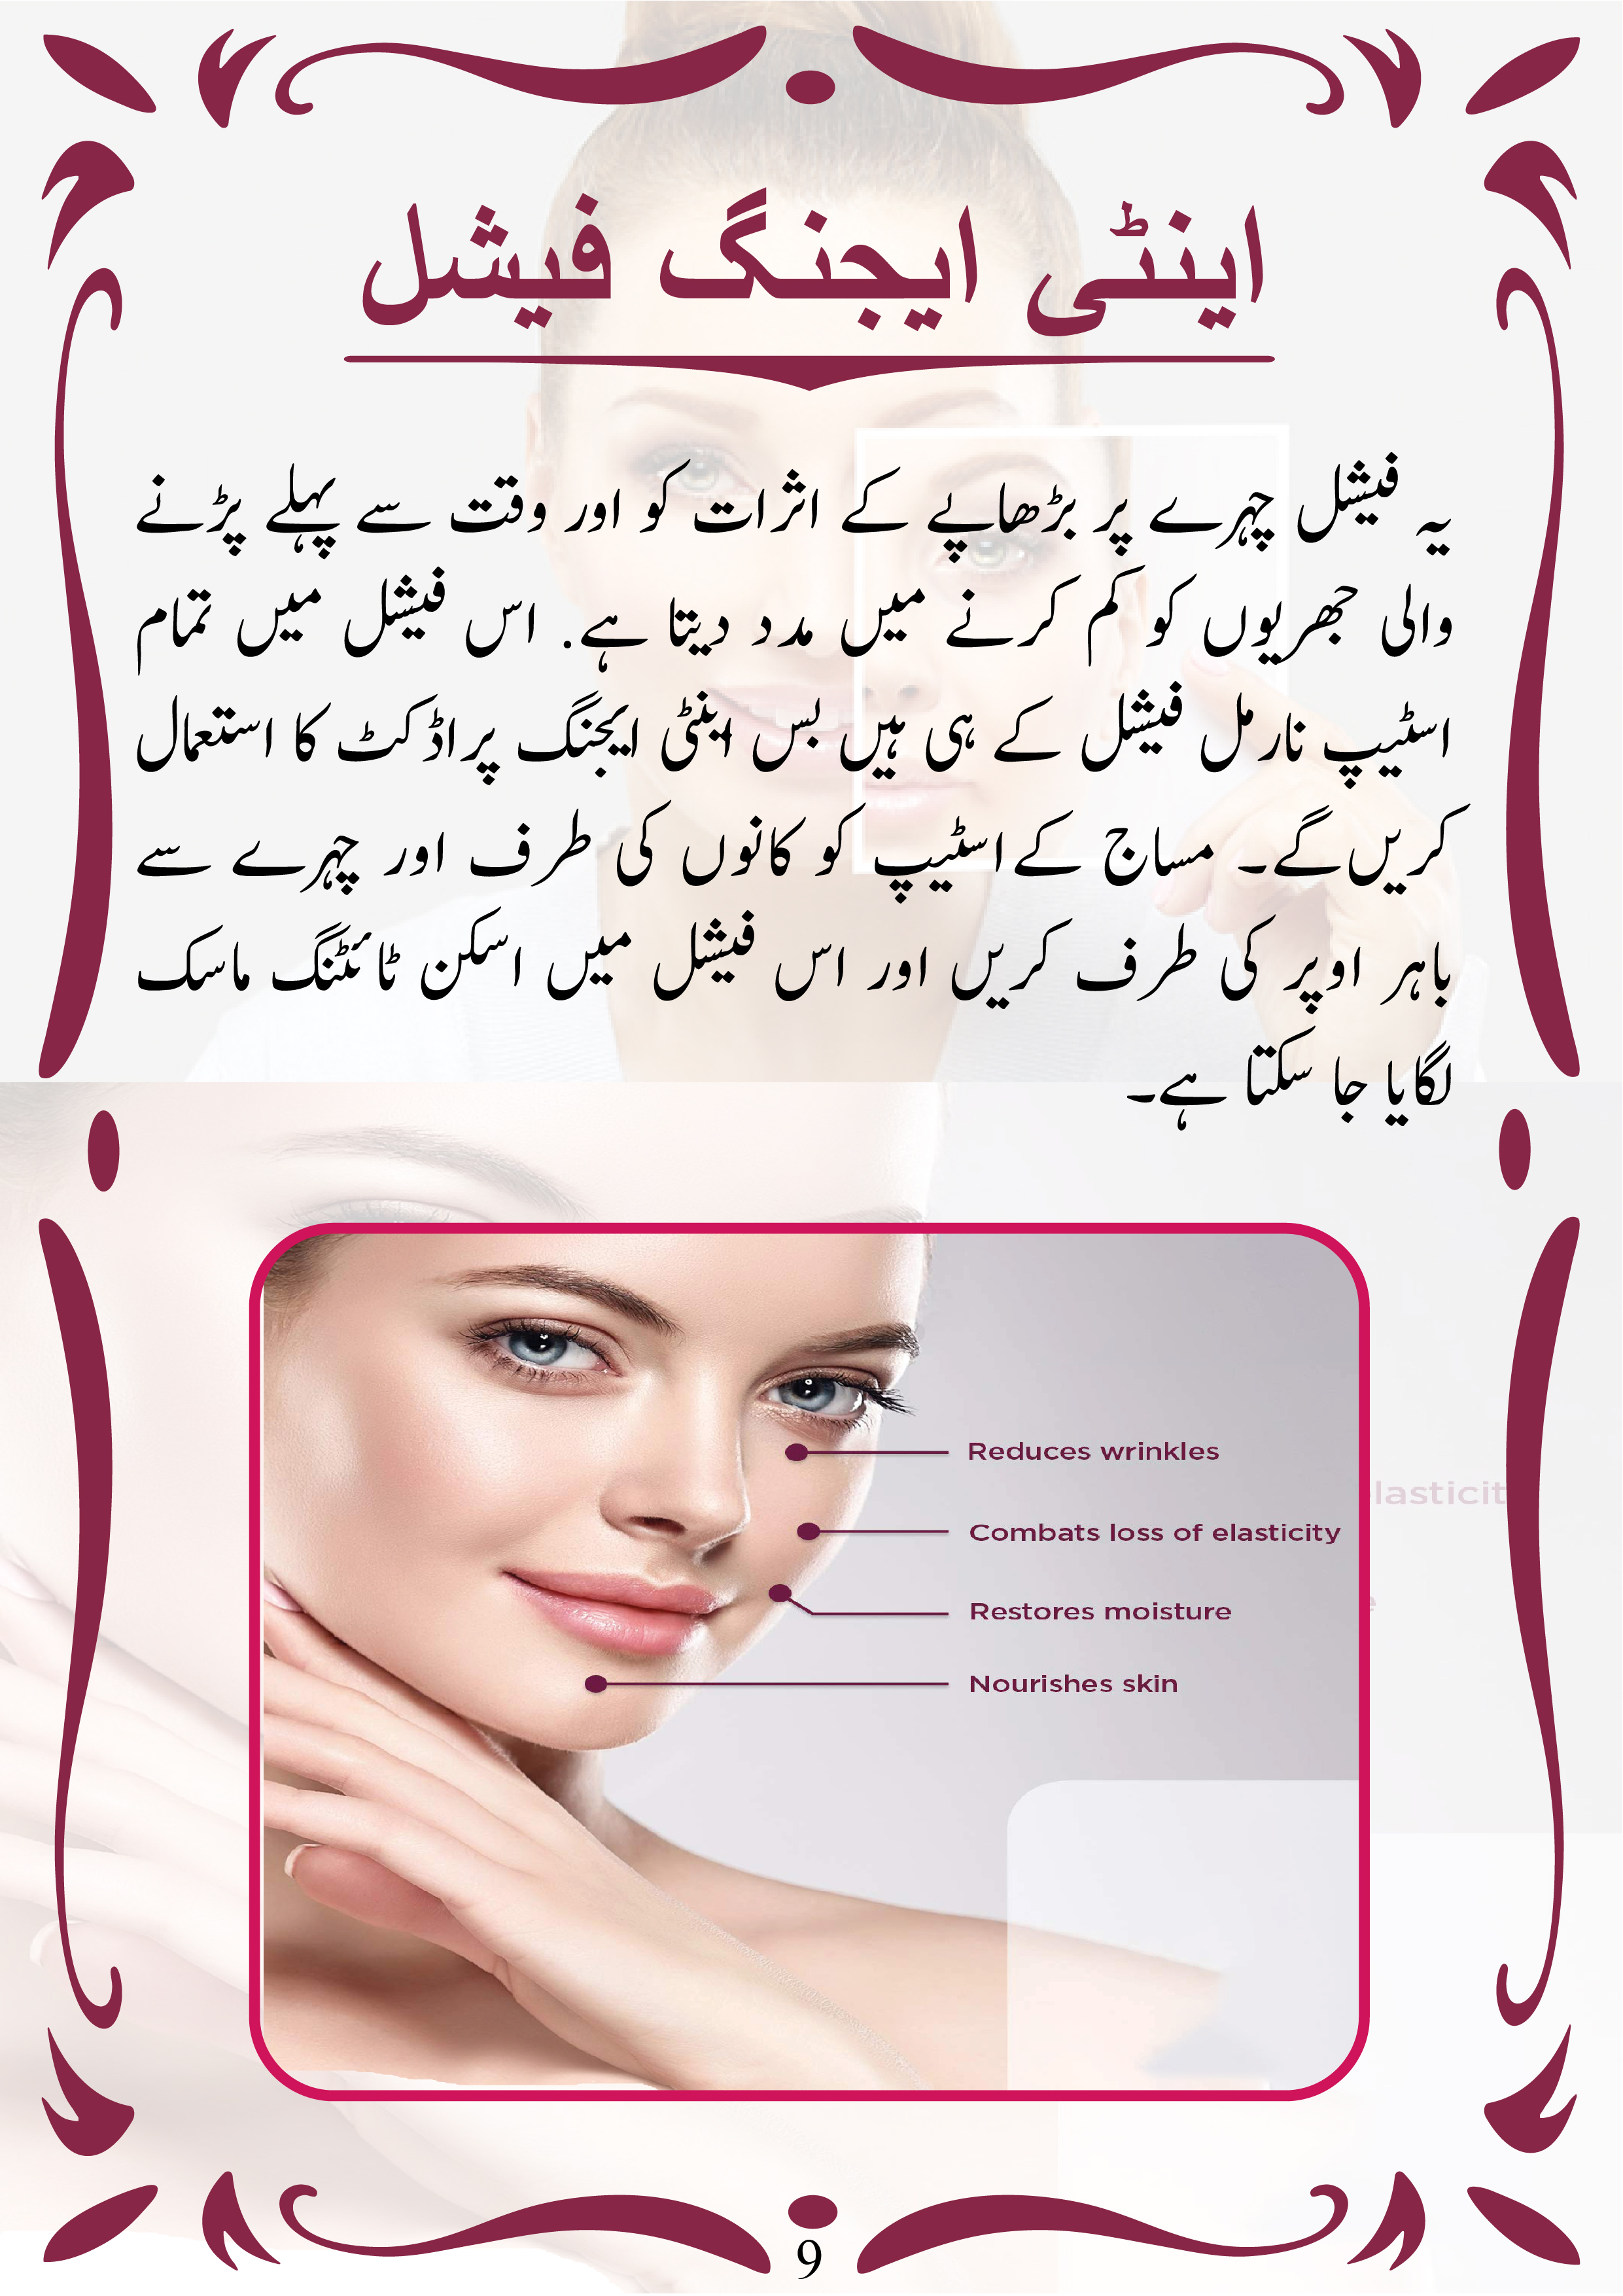 اینٹی ایجنگ فیشل
یہ فیشل چہرے پر بڑھاپے کے اثرات کو اور وقت سے پہلے پڑنے
والی جھریوں کو کم کرنے میں مدد دیتا ہے. اس فیشل میں تمام
اسٹیپ نارمل فیشل کے ہی ہیں بس اینٹی ایجنگ پراڈکٹ کا استعمال
کریں گے۔ مساج کے اسٹیپ کو کانوں کی طرف اور چہرے سے
باہر اوپر کی طرف کریں اور اس فیشل میں اسکن ٹائٹنگ ماسک
لگایا جا سکتا ہے۔
Reduces wrinkles
Combats loss of elasticity
Restores moisture
Nourishes skin
9